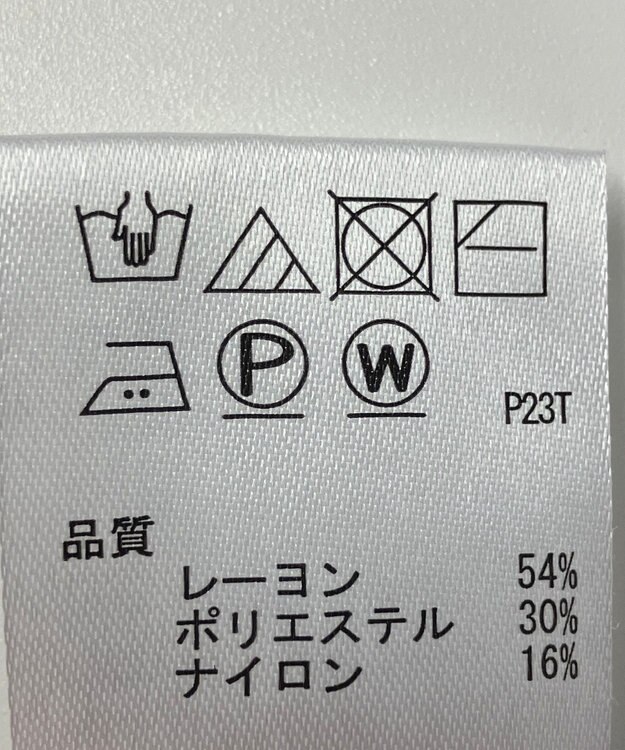 P W P23T
品質
レーヨン 54%
ポリエステル 30%
ナイロン 16%